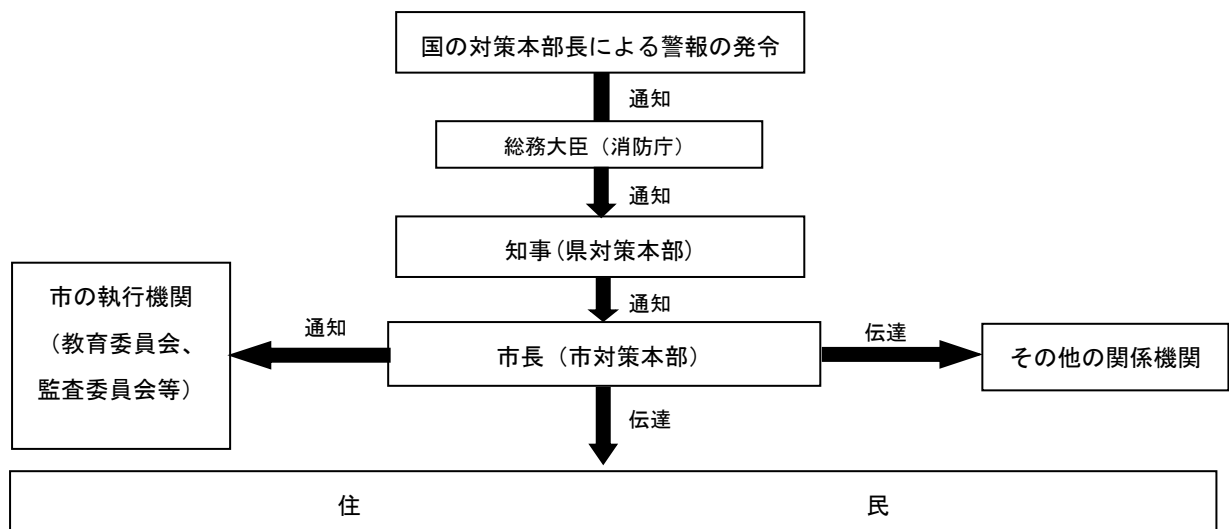 国の対策本部長による警報の発令
通知
総務大臣（消防庁）
通知
知事（県対策本部）
通知
市の執行機関
（教育委員会、
監査委員会等）
通知
市長（市対策本部）
伝達
その他の関係機関
伝達
住民